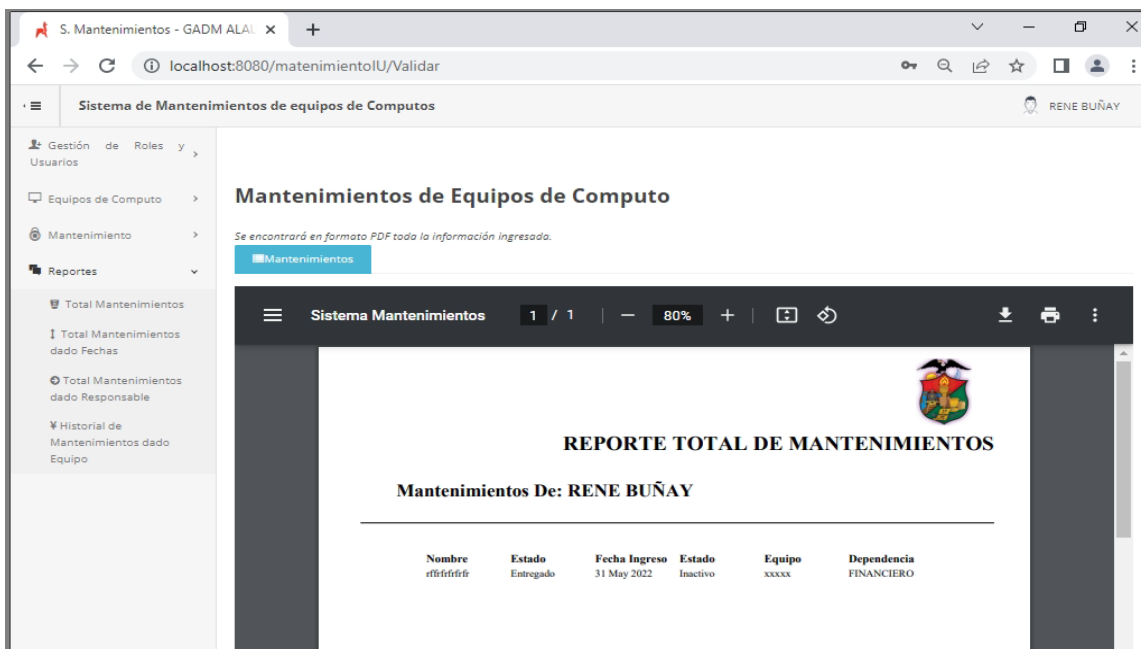 S. Mantenimientos - GADM ALAU
localhost:8080/matenimientoIU/Validar
Sistema de Mantenimientos de equipos de Computos
RENE BUÑAY
Gestión de Roles y
Usuarios
Equipos de Computo
Mantenimiento
Reportes
Total Mantenimientos
Total Mantenimientos
dado Fechas
Total Mantenimientos
dado Responsable
¥ Historial de
Mantenimientos dado
Equipo
Mantenimientos de Equipos de Computo
Se encontrará en formato PDF toda la información ingresada.
Mantenimientos
Sistema Mantenimientos 1 / 1 | — 80% + |
REPORTE TOTAL DE MANTENIMIENTOS
Mantenimientos De: RENE BUÑAY
Nombre Estado Fecha Ingreso Estado Equipo Dependencia
Entregado 31 May 2022 Inactivo xxxxx FINANCIERO